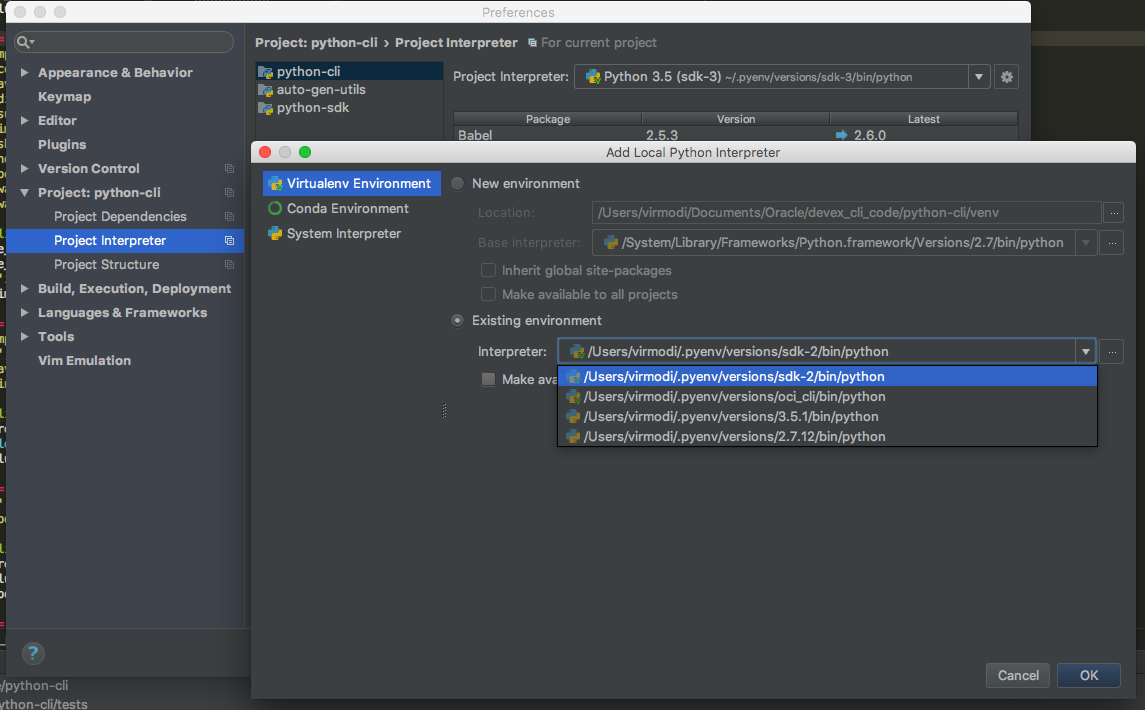 Preferences
Project: python-cli › Project Interpreter For current project
Appearance & Behavior
Keymap
Editor
Plugins
Version Control
Project: python-cli
Project Dependencies
Project Interpreter
Project Structure
Build, Execution, Deployment
Languages & Frameworks
Tools
Vim Emulation
?
python-cli
auto-gen-utils
python-sdk
Project Interpreter: Python 3.5 (sdk-3) ~/.pyenv/versions/sdk-3/bin/python
Package Version Latest
Babel 2.5.3 2.6.0
Add Local Python Interpreter
Virtualenv Environment
Conda Environment
System Interpreter
New environment
Location: /Users/virmodi/Documents/Oracle/devex_cli_code/python-cli/venv ...
Base interpreter: /System/Library/Frameworks/Python.framework/Versions/2.7/bin/python ...
Inherit global site-packages
Make available to all projects
Existing environment
Interpreter: /Users/virmodi/.pyenv/versions/sdk-2/bin/python ...
Make ava
/Users/virmodi/.pyenv/versions/sdk-2/bin/python
/Users/virmodi/.pyenv/versions/oci_cli/bin/python
/Users/virmodi/.pyenv/versions/3.5.1/bin/python
/Users/virmodi/.pyenv/versions/2.7.12/bin/python
Cancel OK
e/python-cli
ython-cli/tests